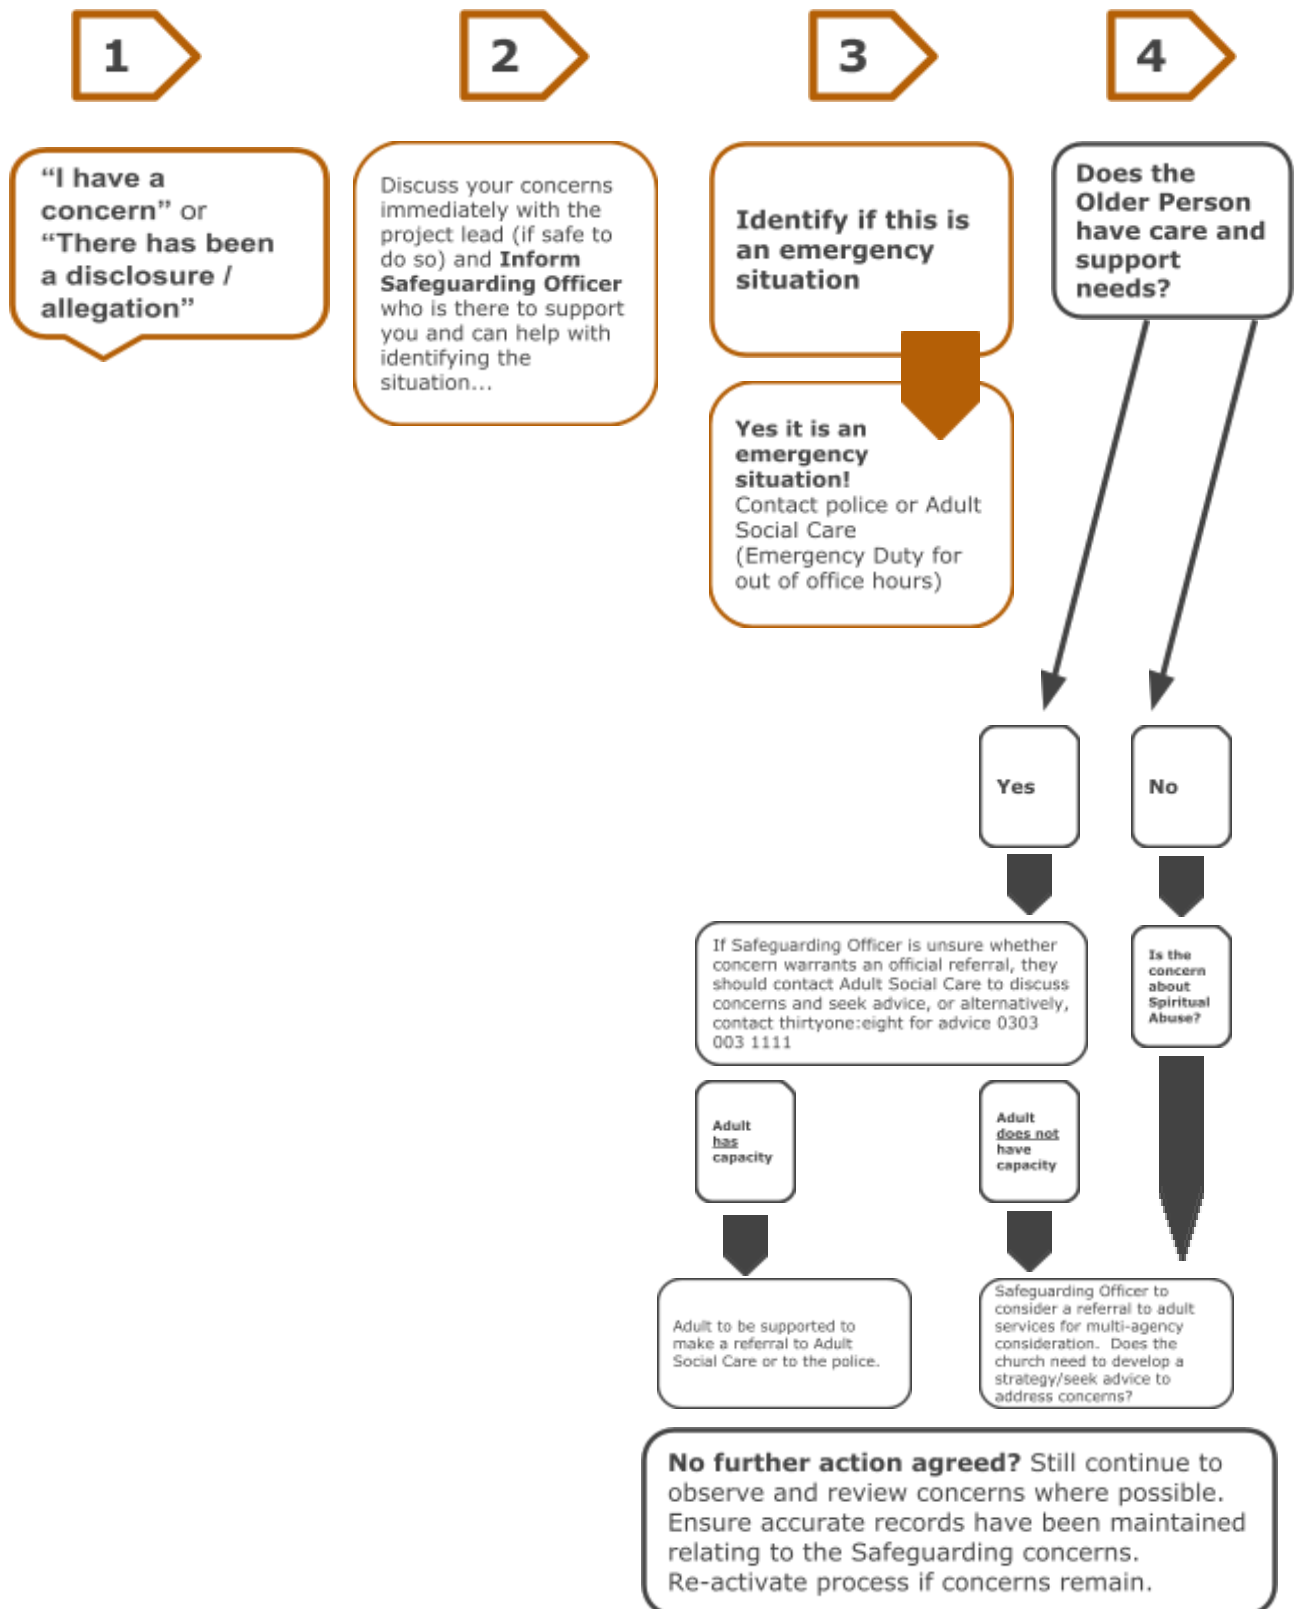 1
2
3
4
“I have a
concern” or
“There has been
a disclosure /
allegation”
Discuss your concerns
immediately with the
project lead (if safe to
do so) and Inform
Safeguarding Officer
who is there to support
you and can help with
identifying the
situation...
Identify if this is
an emergency
situation
Yes it is an
emergency
situation!
Contact police or Adult
Social Care
(Emergency Duty for
out of office hours)
Does the
Older Person
have care and
support
needs?
Yes
No
If Safeguarding Officer is unsure whether
concern warrants an official referral, they
should contact Adult Social Care to discuss
concerns and seek advice, or alternatively,
contact thirtyone:eight for advice 0303
003 1111
Is the
concern
about
Spiritual
Abuse?
Adult
has
capacity
Adult
does not
have
capacity
Adult to be supported to
make a referral to Adult
Social Care or to the police.
Safeguarding Officer to
consider a referral to adult
services for multi-agency
consideration. Does the
church need to develop a
strategy/seek advice to
address concerns?
No further action agreed? Still continue to
observe and review concerns where possible.
Ensure accurate records have been maintained
relating to the Safeguarding concerns.
Re-activate process if concerns remain.